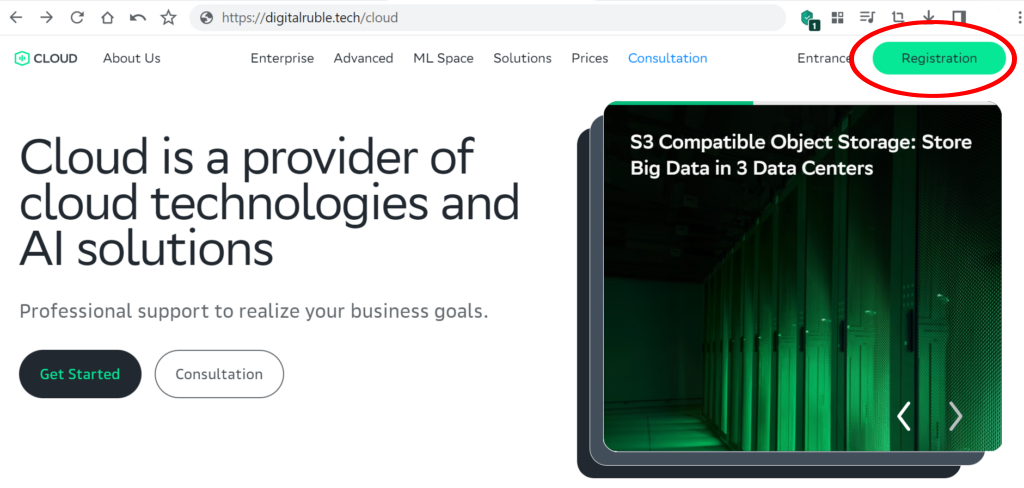 https://digitalruble.tech/cloud
1
CLOUD About Us Enterprise Advanced ML Space Solutions Prices Consultation Entrance Registration
Cloud is a provider of
cloud technologies and
AI solutions
Professional support to realize your business goals.
Get Started Consultation
S3 Compatible Object Storage: Store
Big Data in 3 Data Centers